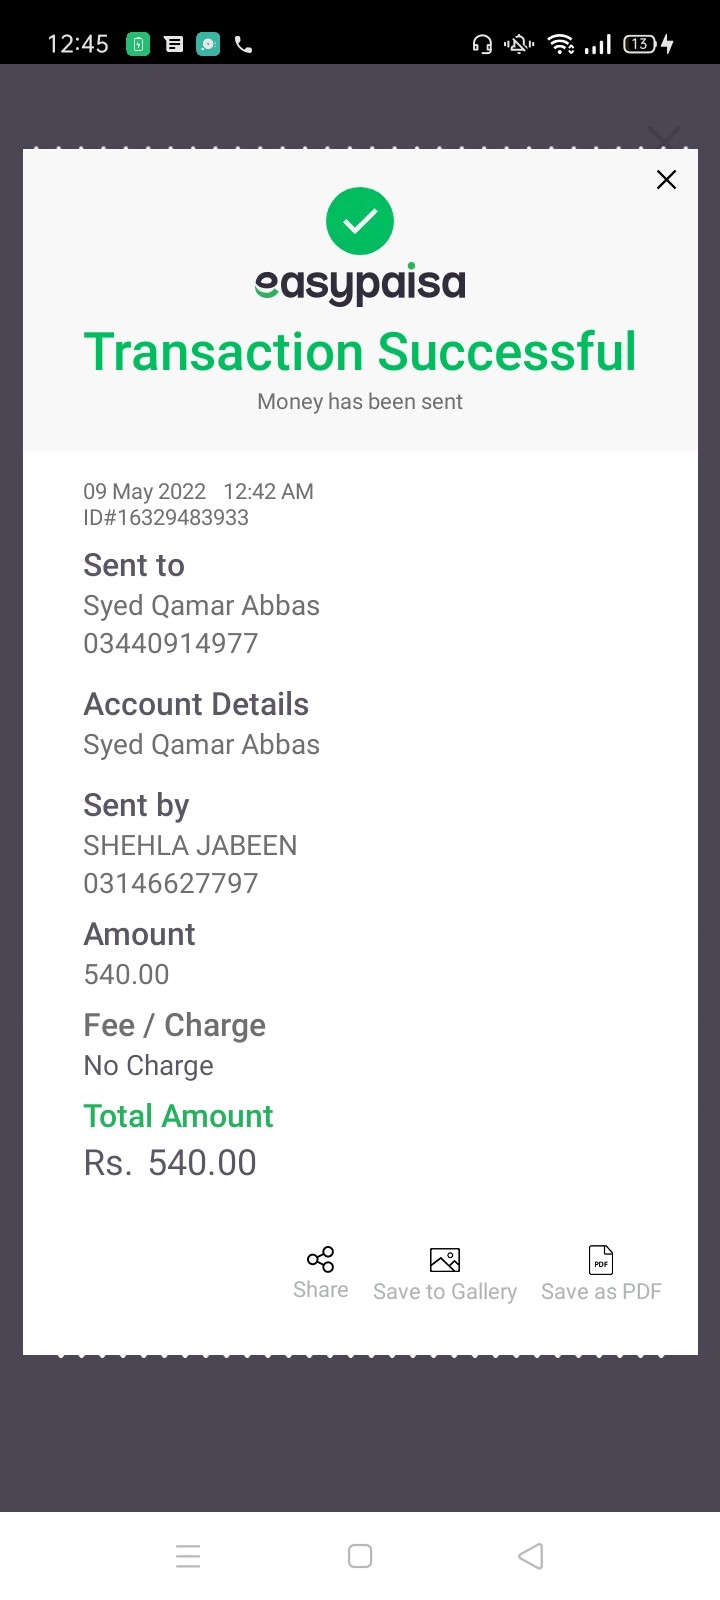 12:45
13
easypaisa
Transaction Successful
Money has been sent
09 May 2022 12:42 AM
ID#16329483933
Sent to
Syed Qamar Abbas
03440914977
Account Details
Syed Qamar Abbas
Sent by
SHEHLA JABEEN
03146627797
Amount
540.00
Fee / Charge
No Charge
Total Amount
Rs. 540.00
PDF
Share Save to Gallery Save as PDF